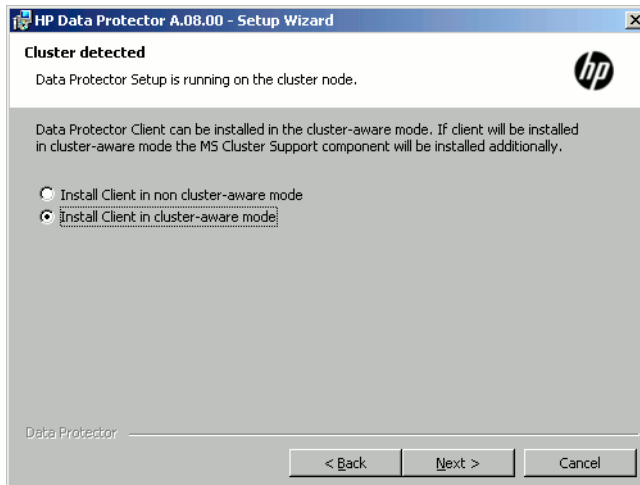 HP Data Protector A.08.00 - Setup Wizard
Cluster detected
Data Protector Setup is running on the cluster node.
hp
Data Protector Client can be installed in the cluster-aware mode. If client will be installed
in cluster-aware mode the MS Cluster Support component will be installed additionally.
Install Client in non cluster-aware mode
Install Client in cluster-aware mode
Data Protector
< Back Next > Cancel